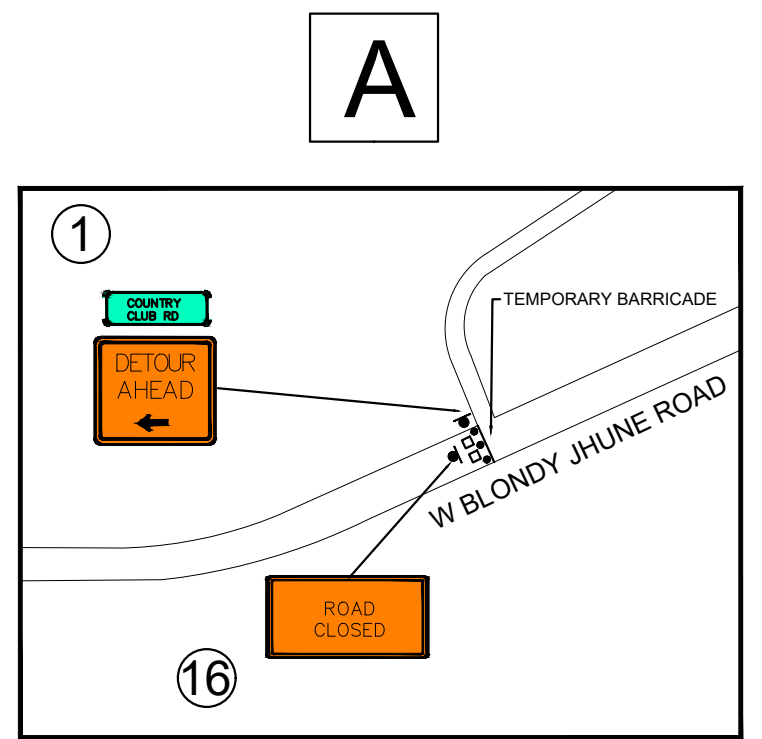 A
1
COUNTRY
CLUB RD
DETOUR
AHEAD
TEMPORARY BARRICADE
W BLONDY JHUNE ROAD
ROAD
CLOSED
16